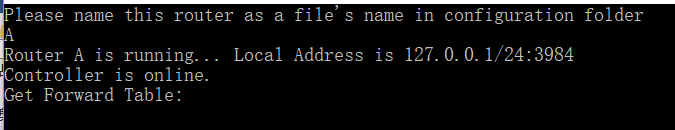 Please name this router as a file's name in configuration folder
A
Router A is running... Local Address is 127.0.0.1/24:3984
Controller is online.
Get Forward Table: